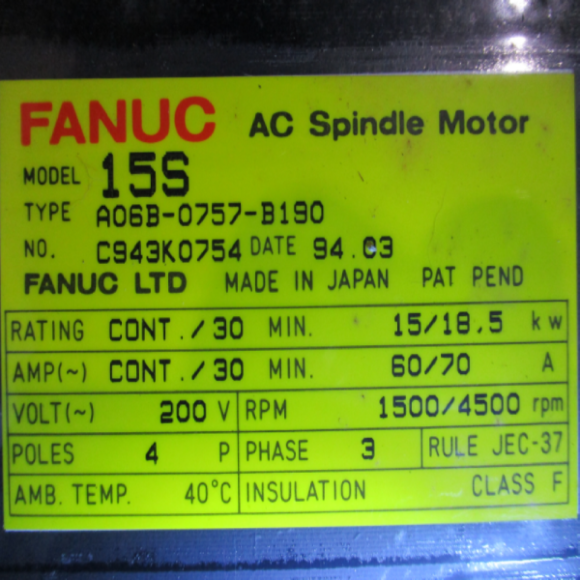 FANUC AC Spindle Motor
MODEL 15S
TYPE A06B-0757-B190
NO. C943K0754 DATE 94.03
FANUC LTD MADE IN JAPAN PAT PEND
RATING CONT./30 MIN. 15/18.5 kw
AMP(~) CONT./30 MIN. 60/70 A
VOLT(~) 200 V RPM 1500/4500 rpm
POLES 4 P PHASE 3 RULE JEC-37
AMB. TEMP. 40°C INSULATION CLASS F